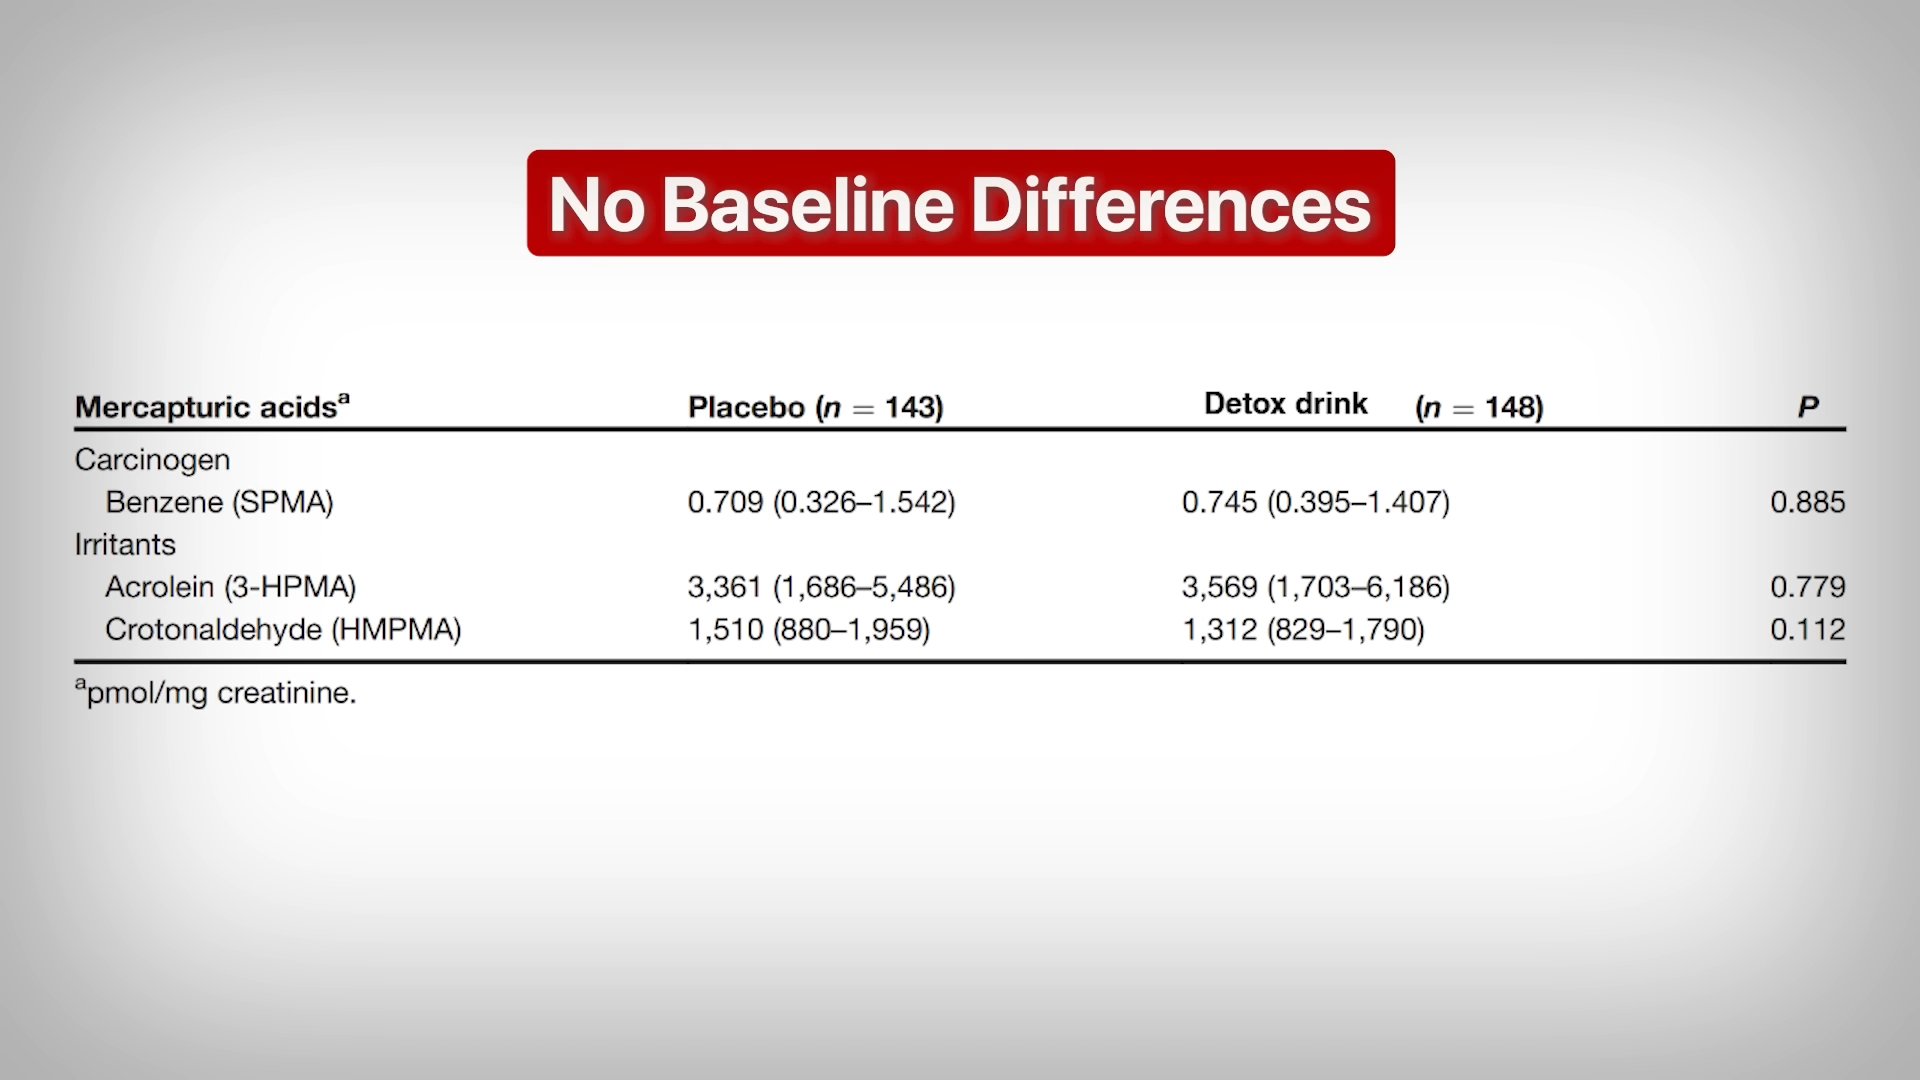 No Baseline Differences
Mercapturic acidsᵃ Placebo (n = 143) Detox drink (n = 148) P
Carcinogen
Benzene (SPMA) 0.709 (0.326–1.542) 0.745 (0.395–1.407) 0.885
Irritants
Acrolein (3-HPMA) 3,361 (1,686–5,486) 3,569 (1,703–6,186) 0.779
Crotonaldehyde (HMPMA) 1,510 (880–1,959) 1,312 (829–1,790) 0.112
ᵃpmol/mg creatinine.